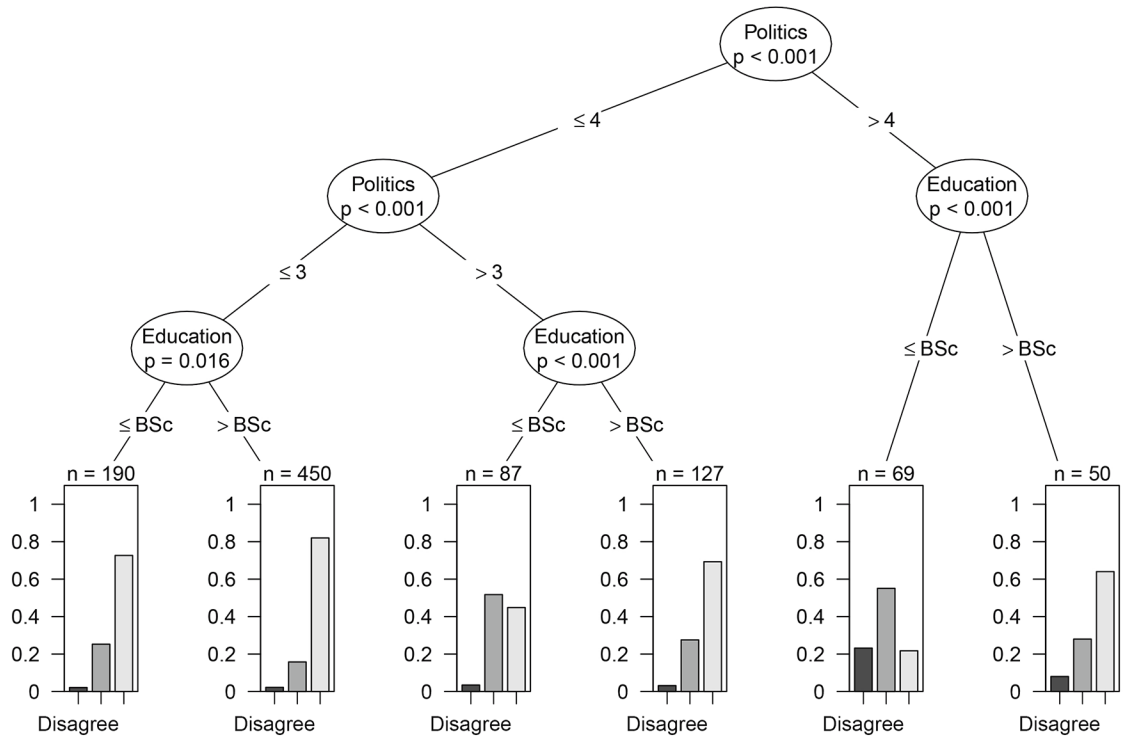 Politics
p < 0.001
≤ 4
> 4
Politics
p < 0.001
Education
p < 0.001
≤ 3
> 3
Education
p = 0.016
Education
p < 0.001
≤ BSc
> BSc
≤ BSc
> BSc
≤ BSc
> BSc
n = 190
1
0.8
0.6
0.4
0.2
0
Disagree
n = 450
1
0.8
0.6
0.4
0.2
0
Disagree
n = 87
1
0.8
0.6
0.4
0.2
0
Disagree
n = 127
1
0.8
0.6
0.4
0.2
0
Disagree
n = 69
1
0.8
0.6
0.4
0.2
0
Disagree
n = 50
1
0.8
0.6
0.4
0.2
0
Disagree